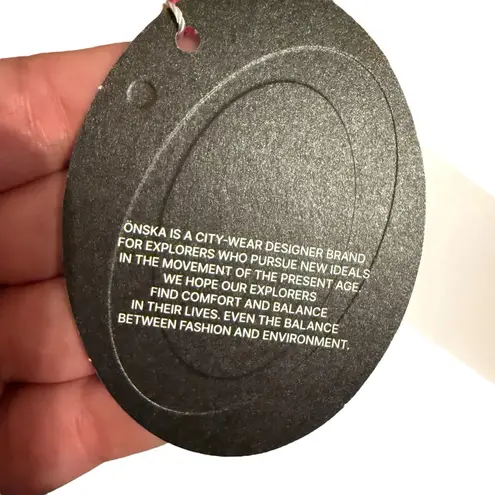 ÖNSKA IS A CITY-WEAR DESIGNER BRAND
FOR EXPLORERS WHO PURSUE NEW IDEALS
IN THE MOVEMENT OF THE PRESENT AGE.
WE HOPE OUR EXPLORERS
FIND COMFORT AND BALANCE
IN THEIR LIVES. EVEN THE BALANCE
BETWEEN FASHION AND ENVIRONMENT.